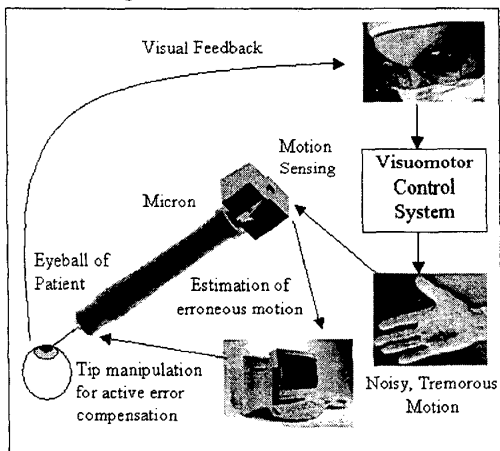 Visual Feedback
Motion
Sensing
Visuomotor
Control
System
Micron
Eyeball of
Patient
Estimation of
erroneous motion
Tip manipulation
for active error
compensation
Noisy, Tremorous
Motion